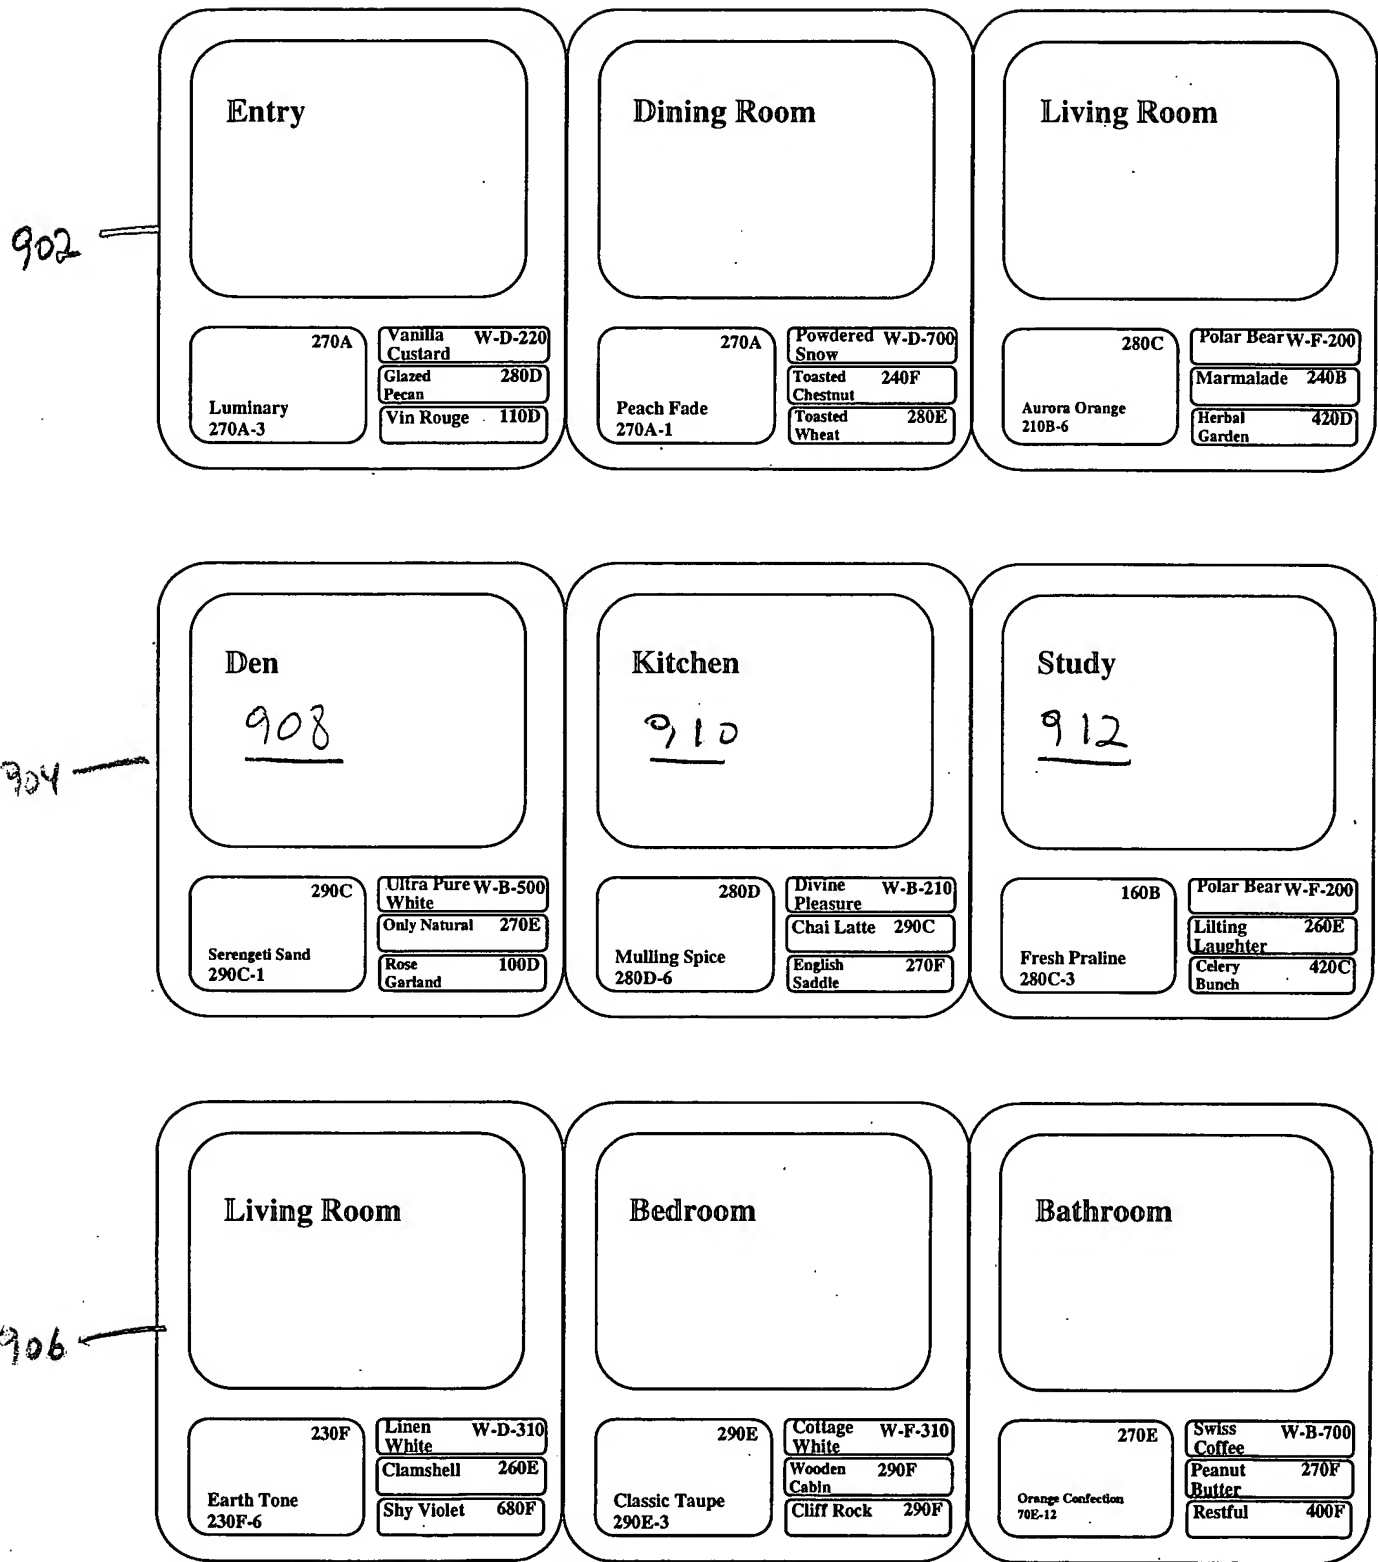 Entry
Dining Room
Living Room
902
270A
Luminary
270A-3
Vanilla W-D-220
Custard
Glazed 280D
Pecan
Vin Rouge 110D
270A
Peach Fade
270A-1
Powdered W-D-700
Snow
Toasted 240F
Chestnut
Toasted 280E
Wheat
280C
Aurora Orange
210B-6
Polar Bear W-F-200
Marmalade 240B
Herbal 420D
Garden
Den
908
Kitchen
910
Study
912
904
290C
Serengeti Sand
290C-1
Ultra Pure W-B-500
White
Only Natural 270E
Rose 100D
Garland
280D
Mulling Spice
280D-6
Divine W-B-210
Pleasure
Chai Latte 290C
English 270F
Saddle
160B
Fresh Praline
280C-3
Polar Bear W-F-200
Lilting 260E
Laughter
Celery 420C
Bunch
Living Room
Bedroom
Bathroom
906
230F
Earth Tone
230F-6
Linen W-D-310
White
Clamshell 260E
Shy Violet 680F
290E
Classic Taupe
290E-3
Cottage W-F-310
White
Wooden 290F
Cabin
Cliff Rock 290F
270E
Orange Confection
70E-12
Swiss W-B-700
Coffee
Peanut 270F
Butter
Restful 400F